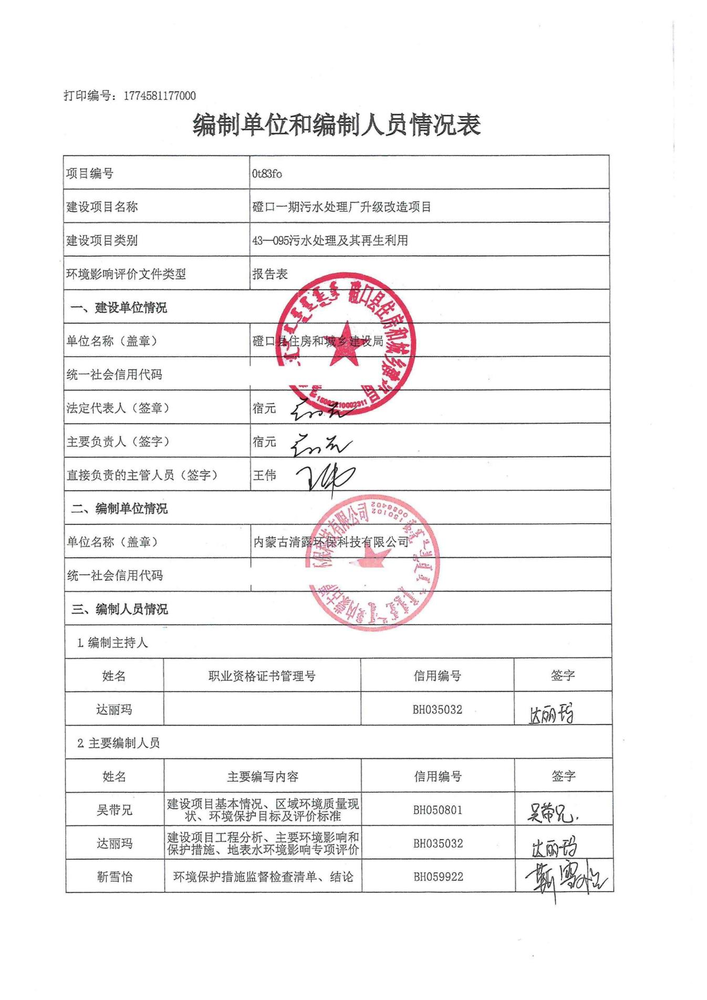 打印编号：1774581177000
编制单位和编制人员情况表
项目编号 0t83fo
建设项目名称 磴口一期污水处理厂升级改造项目
建设项目类别 43—095污水处理及其再生利用
环境影响评价文件类型 报告表
一、建设单位情况
单位名称（盖章） 磴口县住房和城乡建设局
统一社会信用代码
法定代表人（签章） 宿元
主要负责人（签字） 宿元
直接负责的主管人员（签字） 王伟 王伟
二、编制单位情况
单位名称（盖章） 内蒙古清露环保科技有限公司
统一社会信用代码
三、编制人员情况
1 编制主持人
姓名 职业资格证书管理号 信用编号 签字
达丽玛 BH035032 达丽玛
2 主要编制人员
姓名 主要编写内容 信用编号 签字
吴带兄 建设项目基本情况、区域环境质量现
状、环境保护目标及评价标准 BH050801 吴带兄
达丽玛 建设项目工程分析、主要环境影响和
保护措施、地表水环境影响专项评价 BH035032 达丽玛
靳雪怡 环境保护措施监督检查清单、结论 BH059922 靳雪怡
磴口县住房和城乡建设局